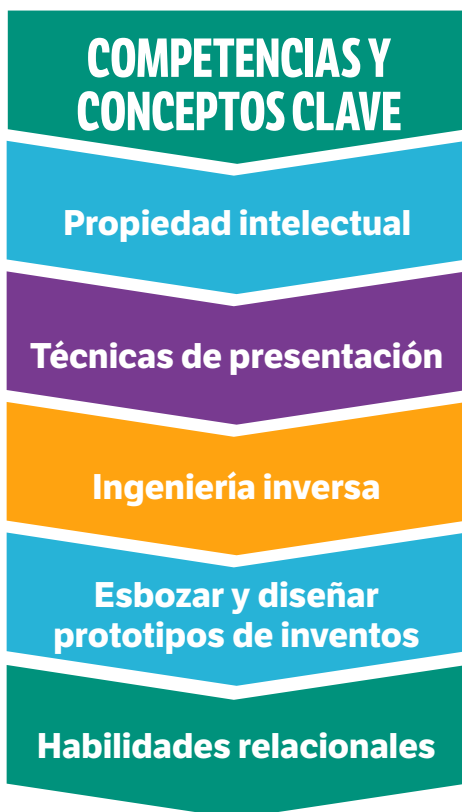 COMPETENCIAS Y
CONCEPTOS CLAVE
Propiedad intelectual
Técnicas de presentación
Ingeniería inversa
Esbozar y diseñar
prototipos de inventos
Habilidades relacionales